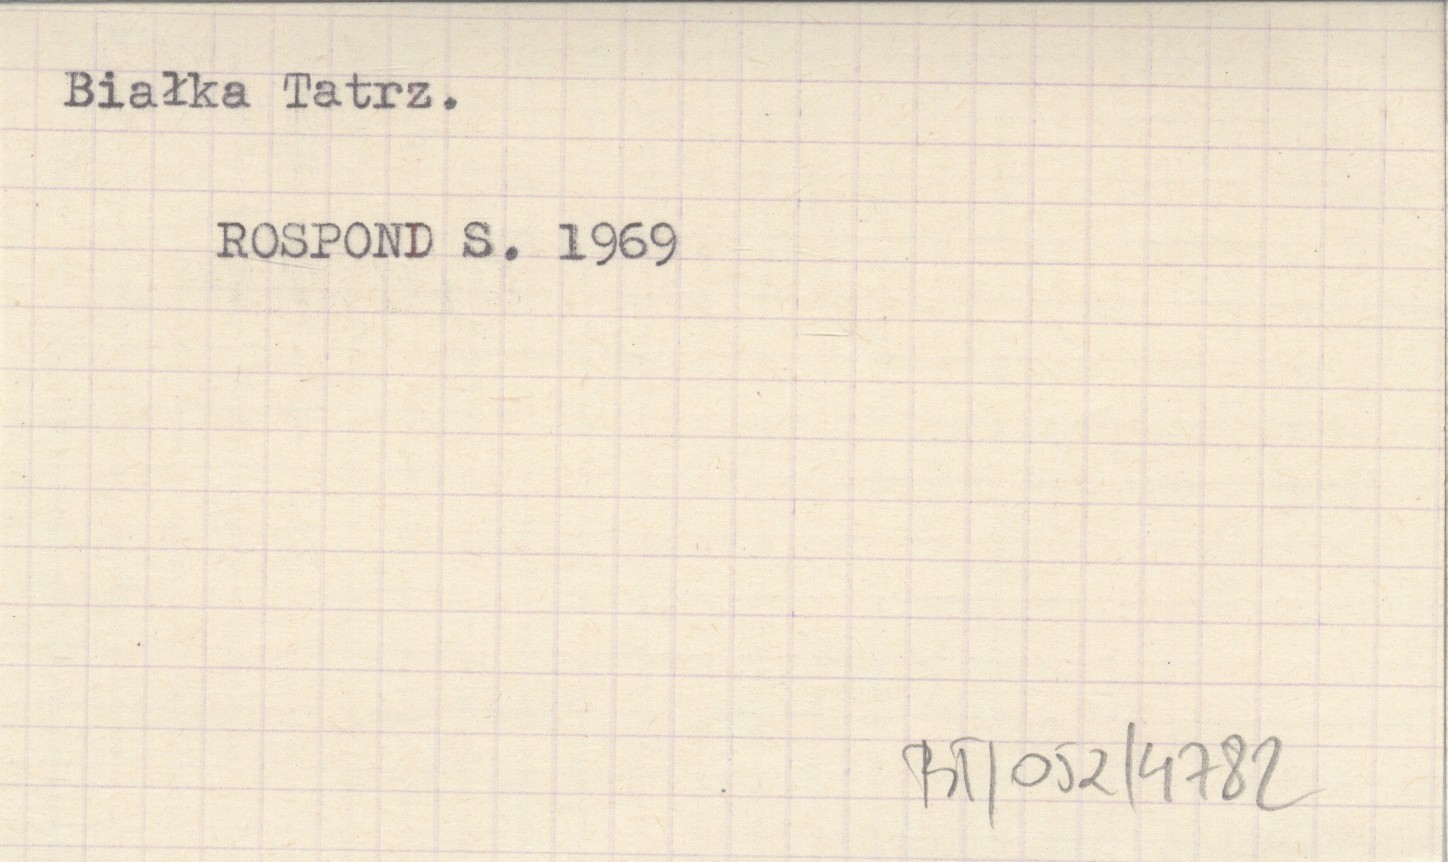 Białka Tatrz.
ROSPOND S. 1969
BT/052/4782